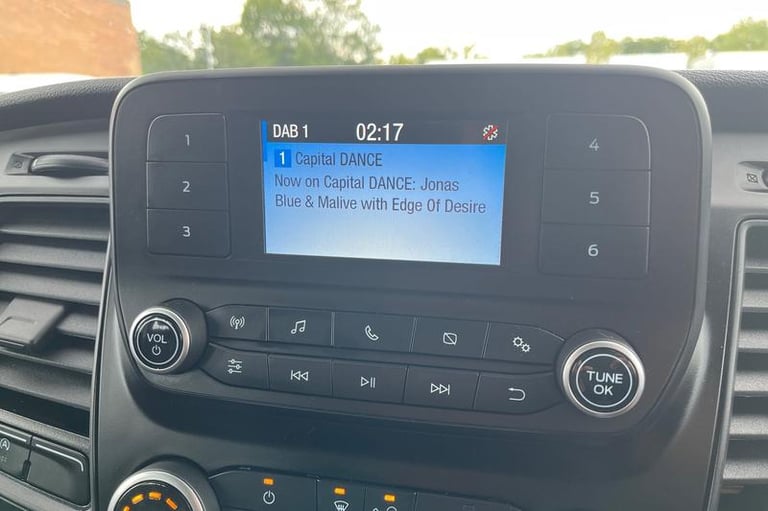 DAB 1 02:17
1 Capital DANCE
Now on Capital DANCE: Jonas
Blue & Malive with Edge Of Desire
1
2
3
4
5
6
VOL
TUNE
OK
A